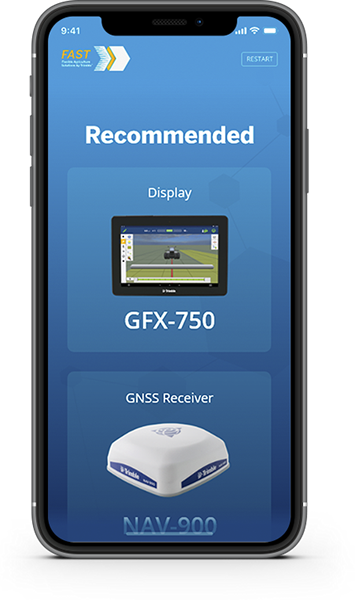 9:41
FAST
Flexible Agriculture
Solutions by Trimble
RESTART
Recommended
Display
Trimble
GFX-750
GNSS Receiver
Trimble
Trimble
NAV-900